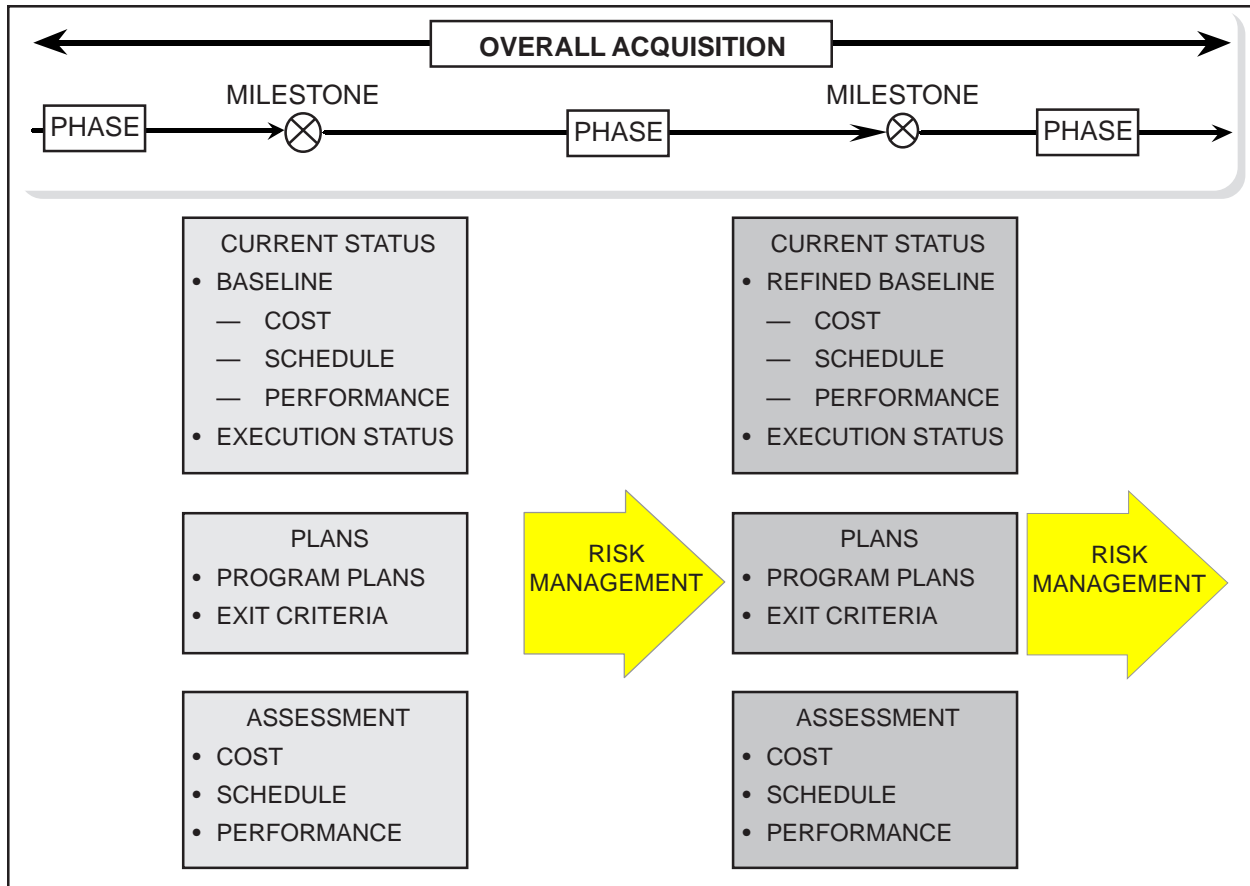 OVERALL ACQUISITION
MILESTONE
MILESTONE
PHASE
PHASE
PHASE
CURRENT STATUS
• BASELINE
— COST
— SCHEDULE
— PERFORMANCE
• EXECUTION STATUS
CURRENT STATUS
• REFINED BASELINE
— COST
— SCHEDULE
— PERFORMANCE
• EXECUTION STATUS
PLANS
• PROGRAM PLANS
• EXIT CRITERIA
RISK
MANAGEMENT
PLANS
• PROGRAM PLANS
• EXIT CRITERIA
RISK
MANAGEMENT
ASSESSMENT
• COST
• SCHEDULE
• PERFORMANCE
ASSESSMENT
• COST
• SCHEDULE
• PERFORMANCE